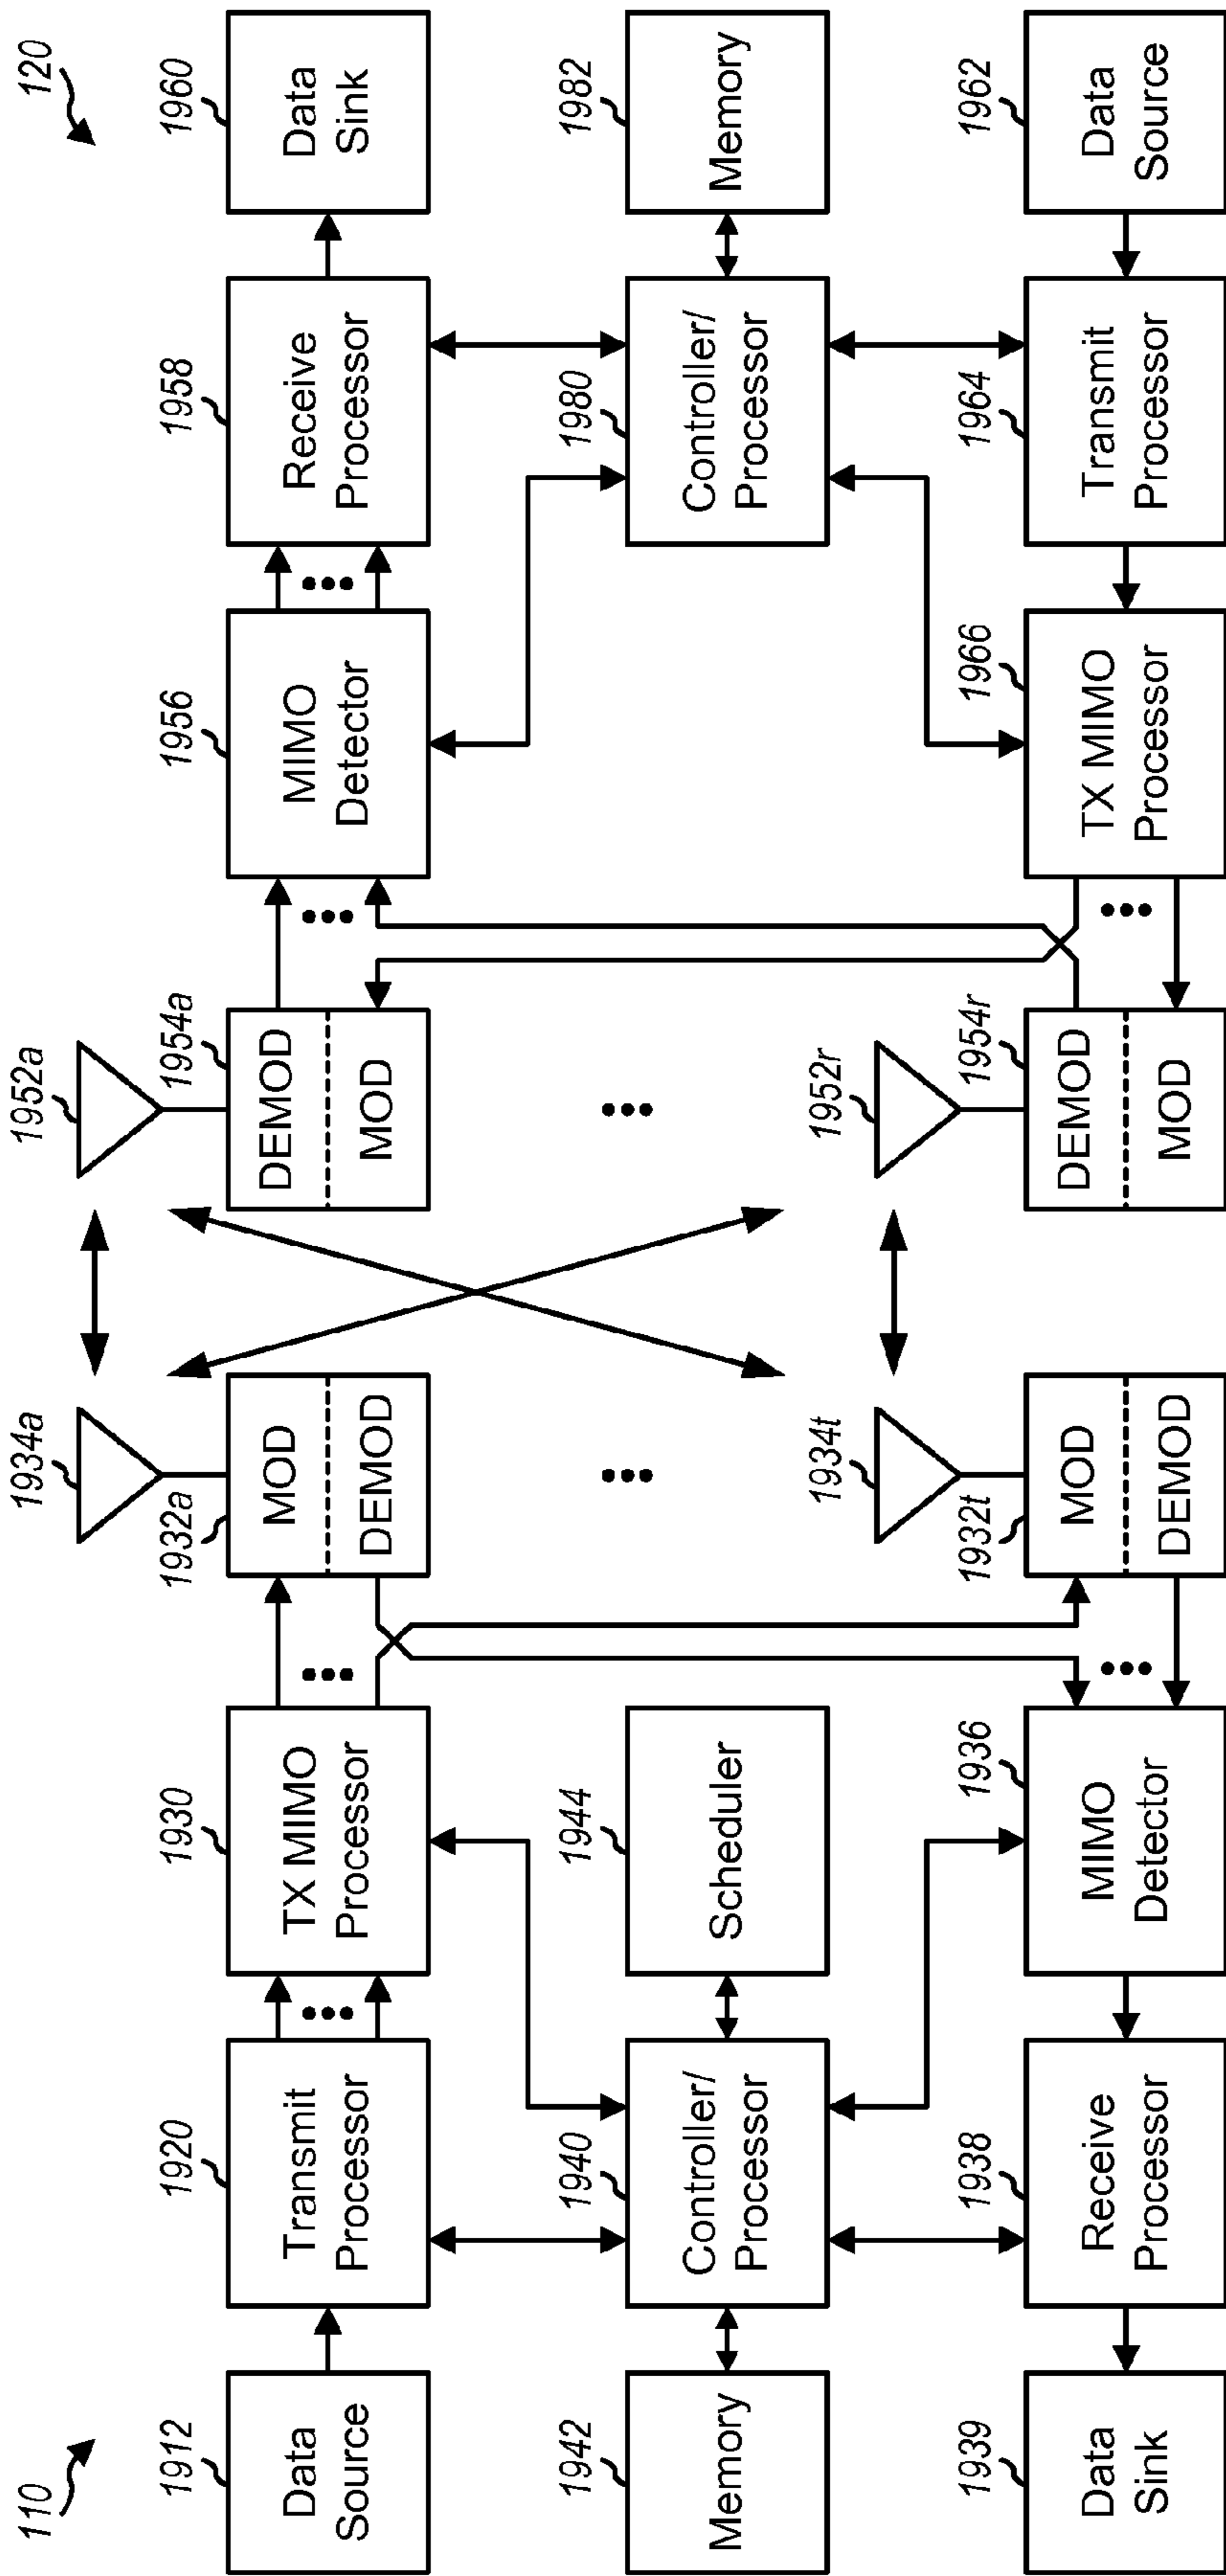 110
120
1912
Data
Source
1920
Transmit
Processor
1930
TX MIMO
Processor
1934a
1932a
MOD
DEMOD
1952a
1954a
DEMOD
MOD
1956
MIMO
Detector
1958
Receive
Processor
1960
Data
Sink
1942
Memory
1940
Controller/
Processor
1944
Scheduler
1980
Controller/
Processor
1982
Memory
1939
Data
Sink
1938
Receive
Processor
1936
MIMO
Detector
1934t
1932t
MOD
DEMOD
1952r
1954r
DEMOD
MOD
1966
TX MIMO
Processor
1964
Transmit
Processor
1962
Data
Source